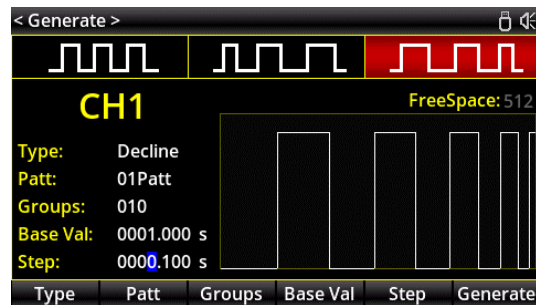 < Generate >
CH1
FreeSpace: 512
Type: Decline
Patt: 01Patt
Groups: 010
Base Val: 0001.000 s
Step: 0000.100 s
Type Patt Groups Base Val Step Generate